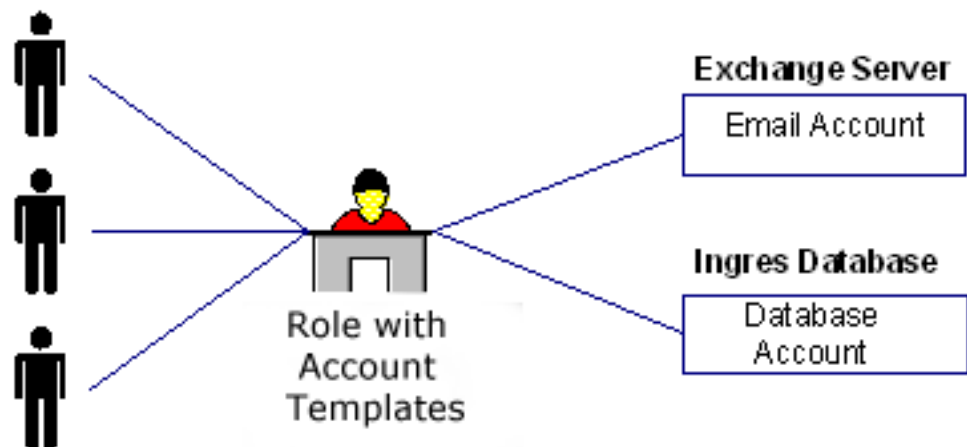 Exchange Server
Email Account
Ingres Database
Database
Account
Role with
Account
Templates